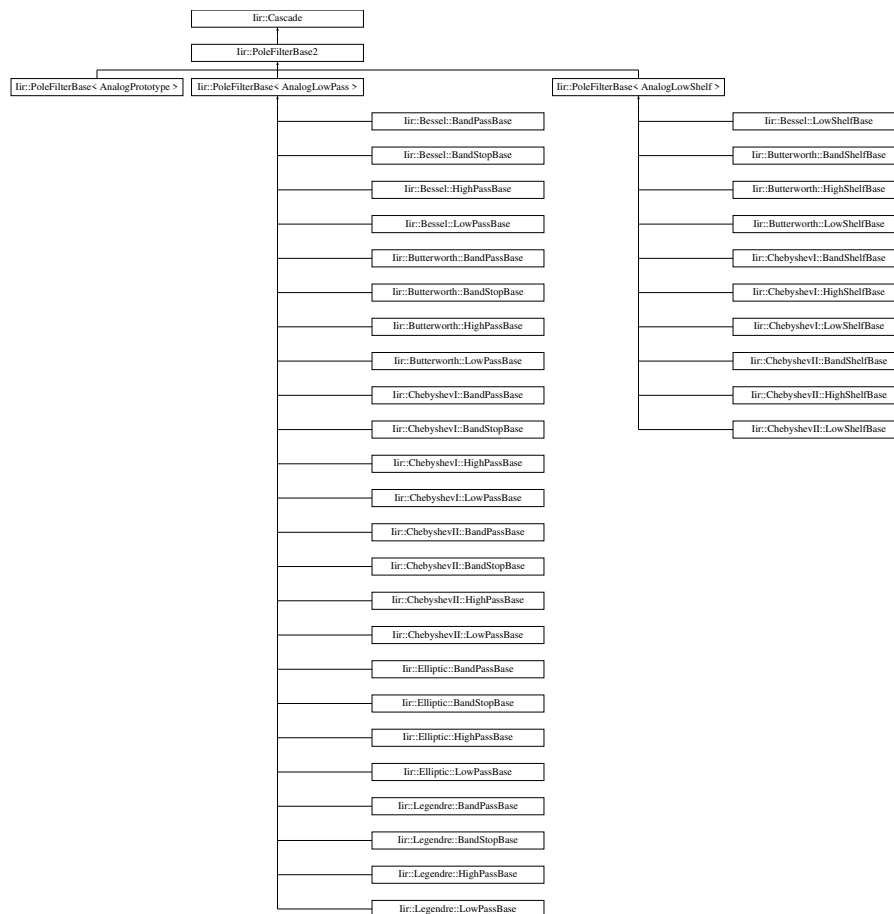 Iir::Cascade
Iir::PoleFilterBase2
Iir::PoleFilterBase< AnalogPrototype >
Iir::PoleFilterBase< AnalogLowPass >
Iir::PoleFilterBase< AnalogLowShelf >
Iir::Bessel::BandPassBase
Iir::Bessel::BandStopBase
Iir::Bessel::HighPassBase
Iir::Bessel::LowPassBase
Iir::Butterworth::BandPassBase
Iir::Butterworth::BandStopBase
Iir::Butterworth::HighPassBase
Iir::Butterworth::LowPassBase
Iir::ChebyshevI::BandPassBase
Iir::ChebyshevI::BandStopBase
Iir::ChebyshevI::HighPassBase
Iir::ChebyshevI::LowPassBase
Iir::ChebyshevII::BandPassBase
Iir::ChebyshevII::BandStopBase
Iir::ChebyshevII::HighPassBase
Iir::ChebyshevII::LowPassBase
Iir::Elliptic::BandPassBase
Iir::Elliptic::BandStopBase
Iir::Elliptic::HighPassBase
Iir::Elliptic::LowPassBase
Iir::Legendre::BandPassBase
Iir::Legendre::BandStopBase
Iir::Legendre::HighPassBase
Iir::Legendre::LowPassBase
Iir::Bessel::LowShelfBase
Iir::Butterworth::BandShelfBase
Iir::Butterworth::HighShelfBase
Iir::Butterworth::LowShelfBase
Iir::ChebyshevI::BandShelfBase
Iir::ChebyshevI::HighShelfBase
Iir::ChebyshevI::LowShelfBase
Iir::ChebyshevII::BandShelfBase
Iir::ChebyshevII::HighShelfBase
Iir::ChebyshevII::LowShelfBase